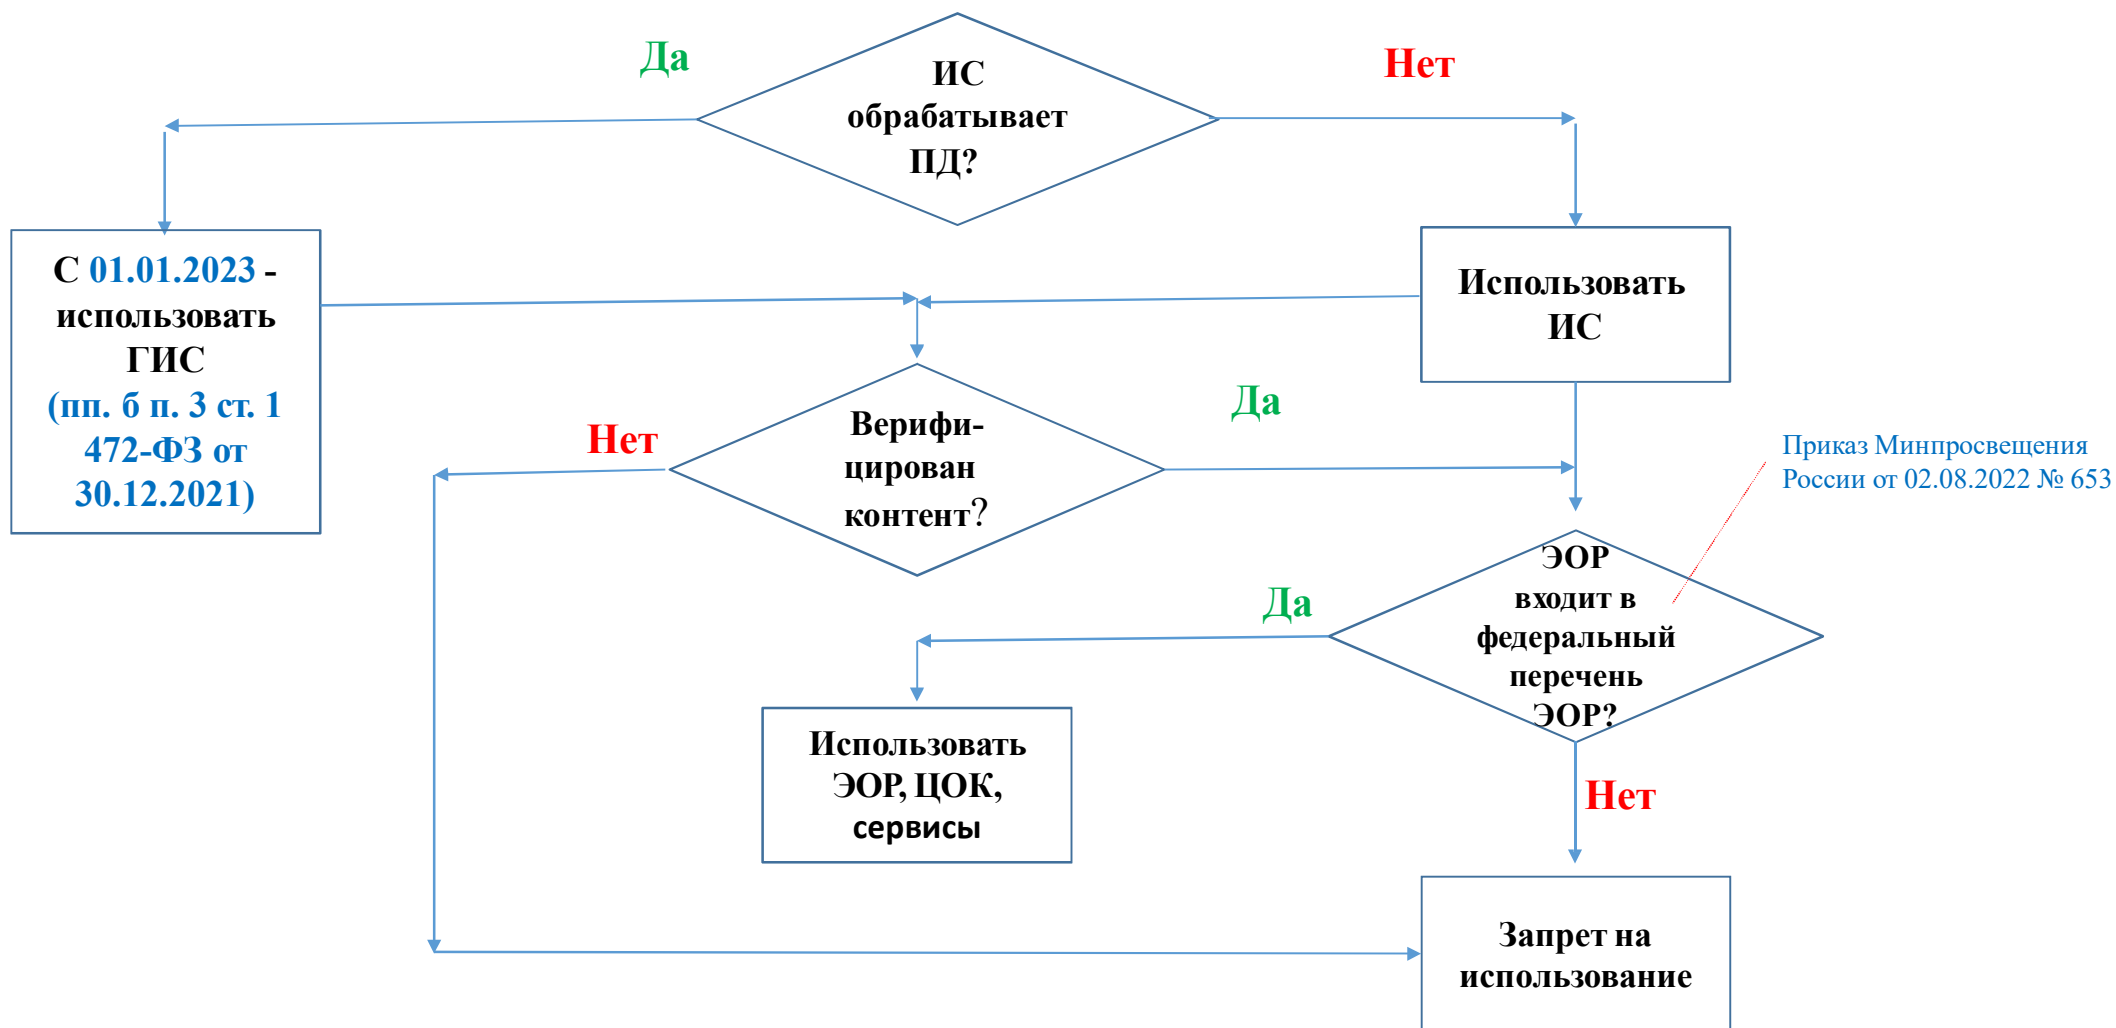 Да
Нет
ИС
обрабатывает
ПД?
С 01.01.2023 -
использовать
ГИС
(пп. б п. 3 ст. 1
472-ФЗ от
30.12.2021)
Использовать
ИС
Нет
Верифи-
цирован
контент?
Да
Приказ Минпросвещения
России от 02.08.2022 № 653
ЭОР
входит в
федеральный
перечень
ЭОР?
Да
Использовать
ЭОР, ЦОК,
сервисы
Нет
Запрет на
использование